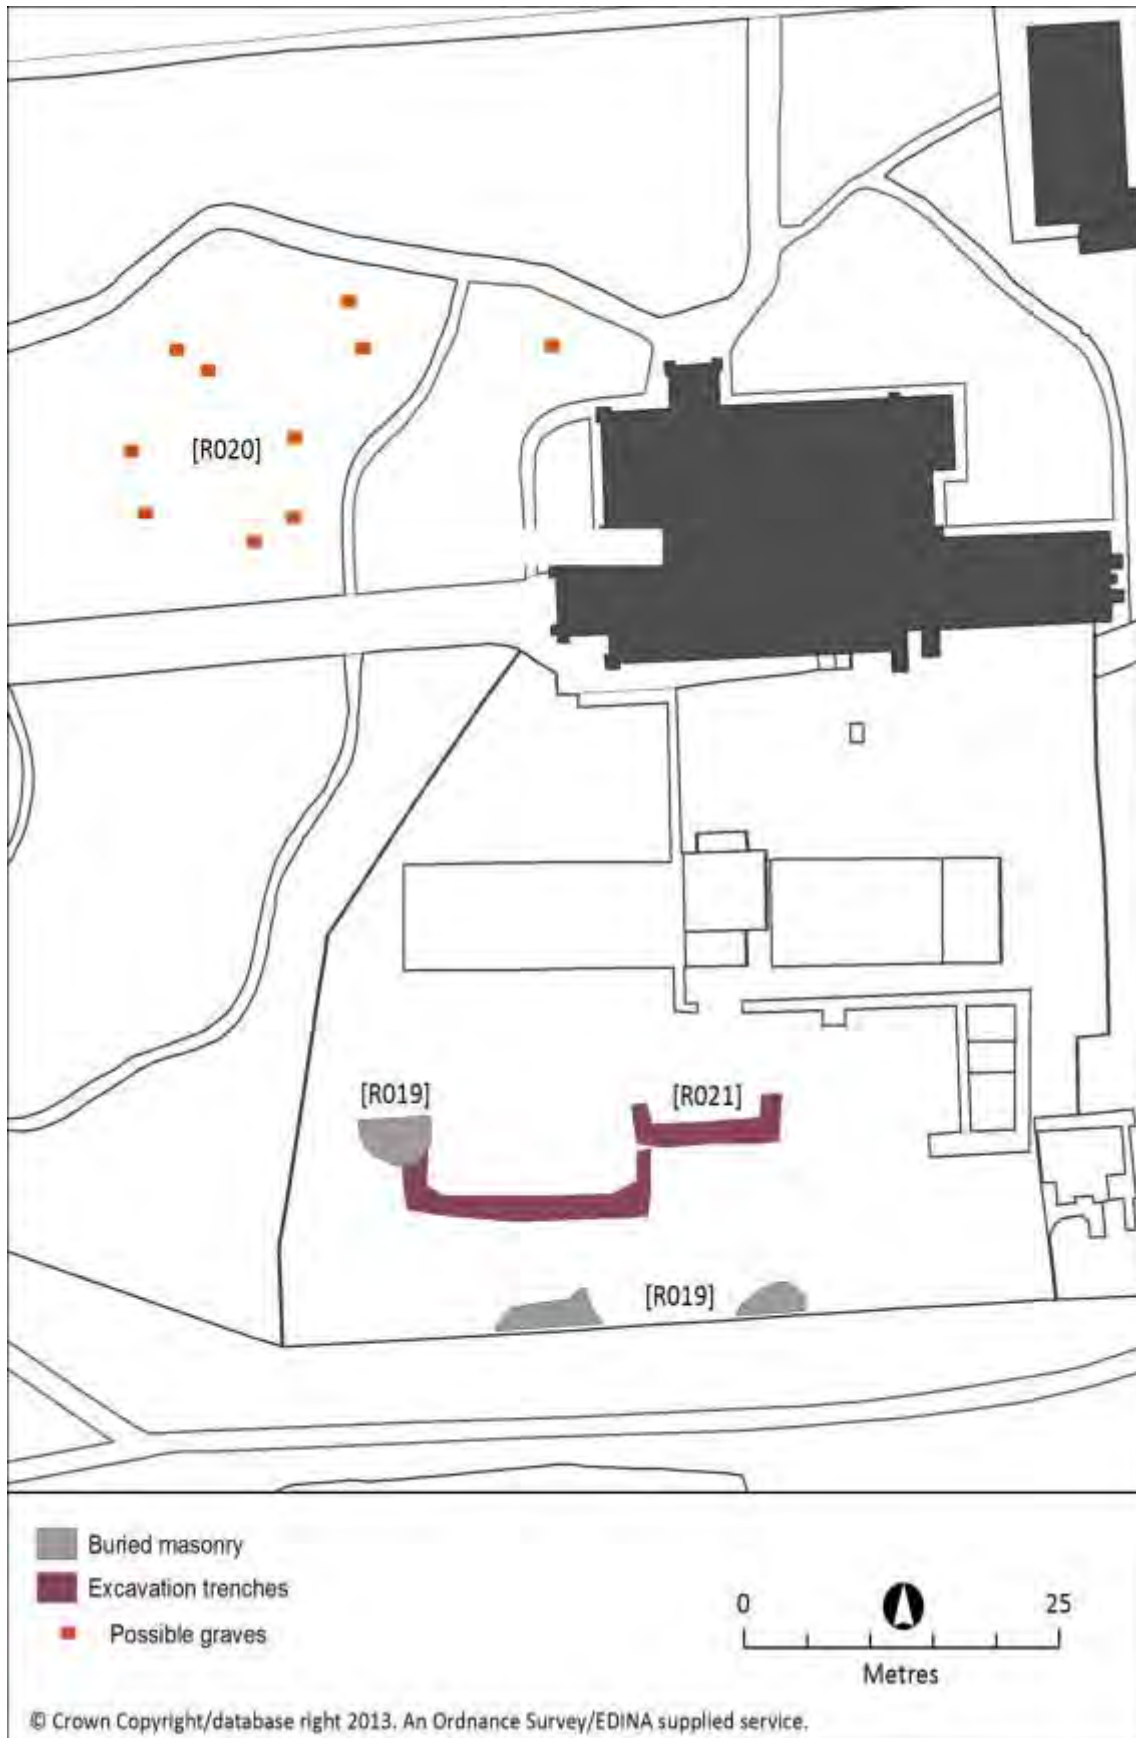 [R020]
[R019]
[R021]
[R019]
Buried masonry
Excavation trenches
Possible graves
0 25
Metres
© Crown Copyright/database right 2013. An Ordnance Survey/EDINA supplied service.